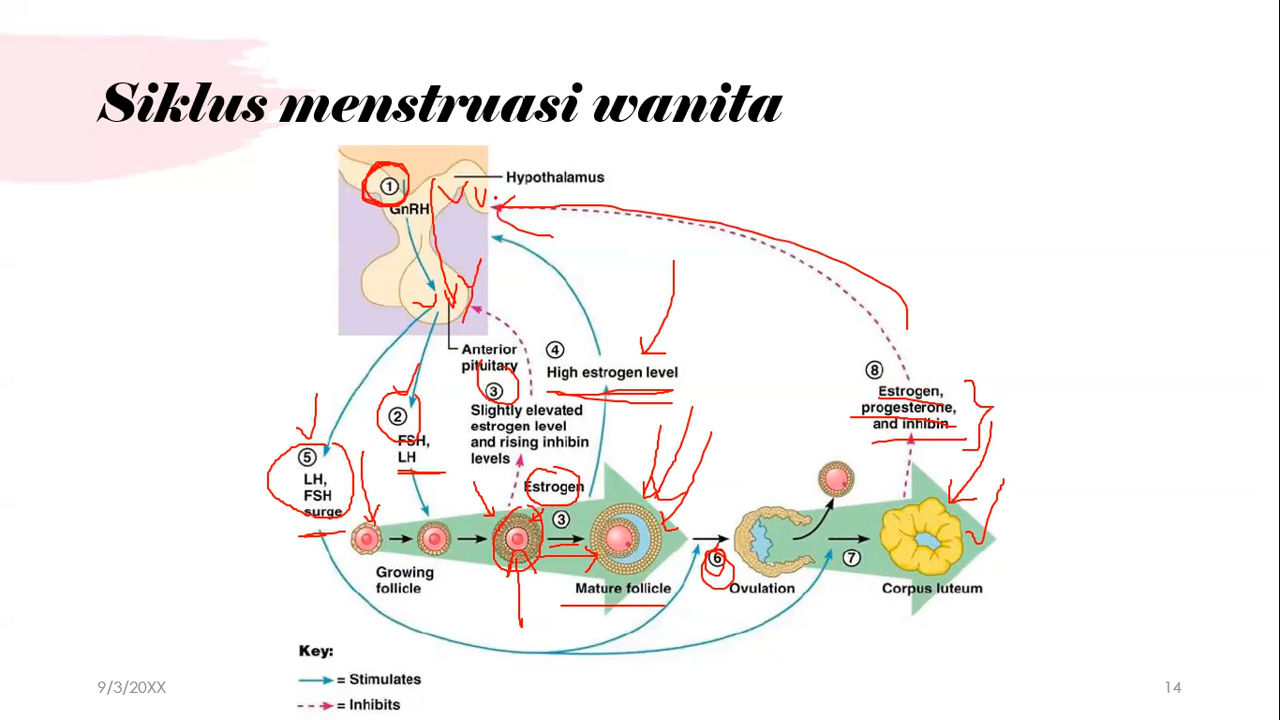 Siklus menstruasi wanita
1
Hypothalamus
GnRH
Anterior
pituitary
4
High estrogen level
3
Slightly elevated
estrogen level
and rising inhibin
levels
8
Estrogen,
progesterone,
and inhibin
2
FSH,
LH
5
LH,
FSH
surge
Estrogen
3
6
7
Growing
follicle
Mature follicle
Ovulation
Corpus luteum
Key:
= Stimulates
= Inhibits
9/3/20XX
14